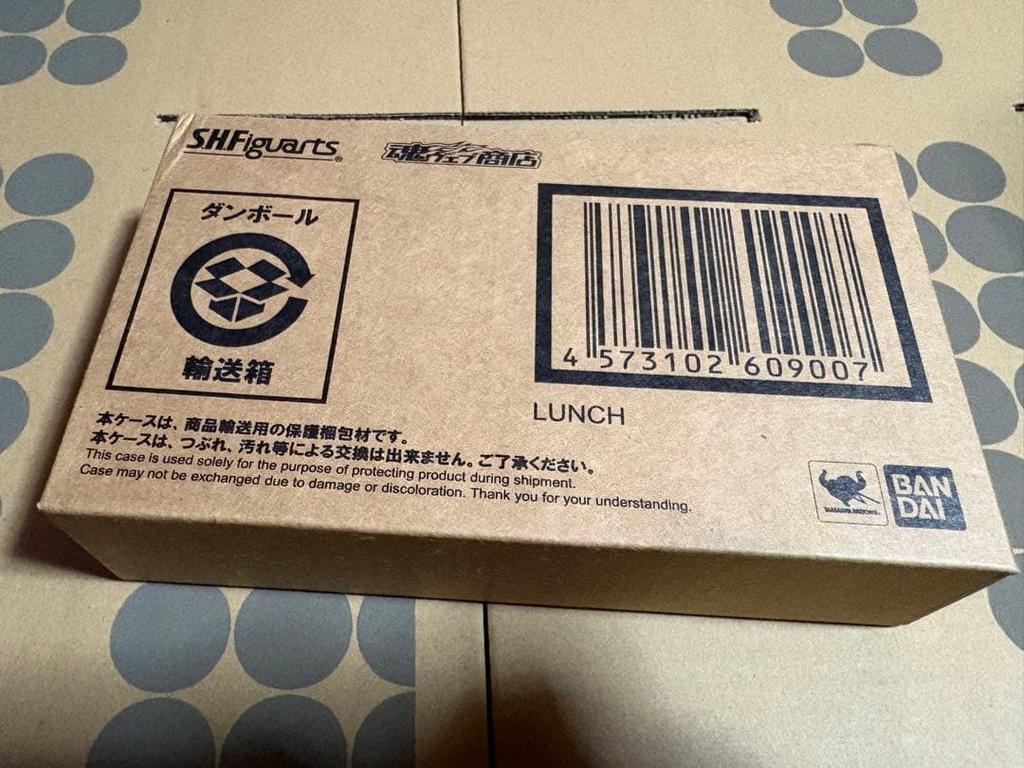 S.H.Figuarts®
魂ウェブ商店
ダンボール
輸送箱
4 573102 609007
LUNCH
本ケースは、商品輸送用の保護梱包材です。
本ケースは、つぶれ、汚れ等による交換は出来ません。ご了承ください。
This case is used solely for the purpose of protecting product during shipment.
Case may not be exchanged due to damage or discoloration. Thank you for your understanding.
TAMASHII NATIONS
BAN
DAI